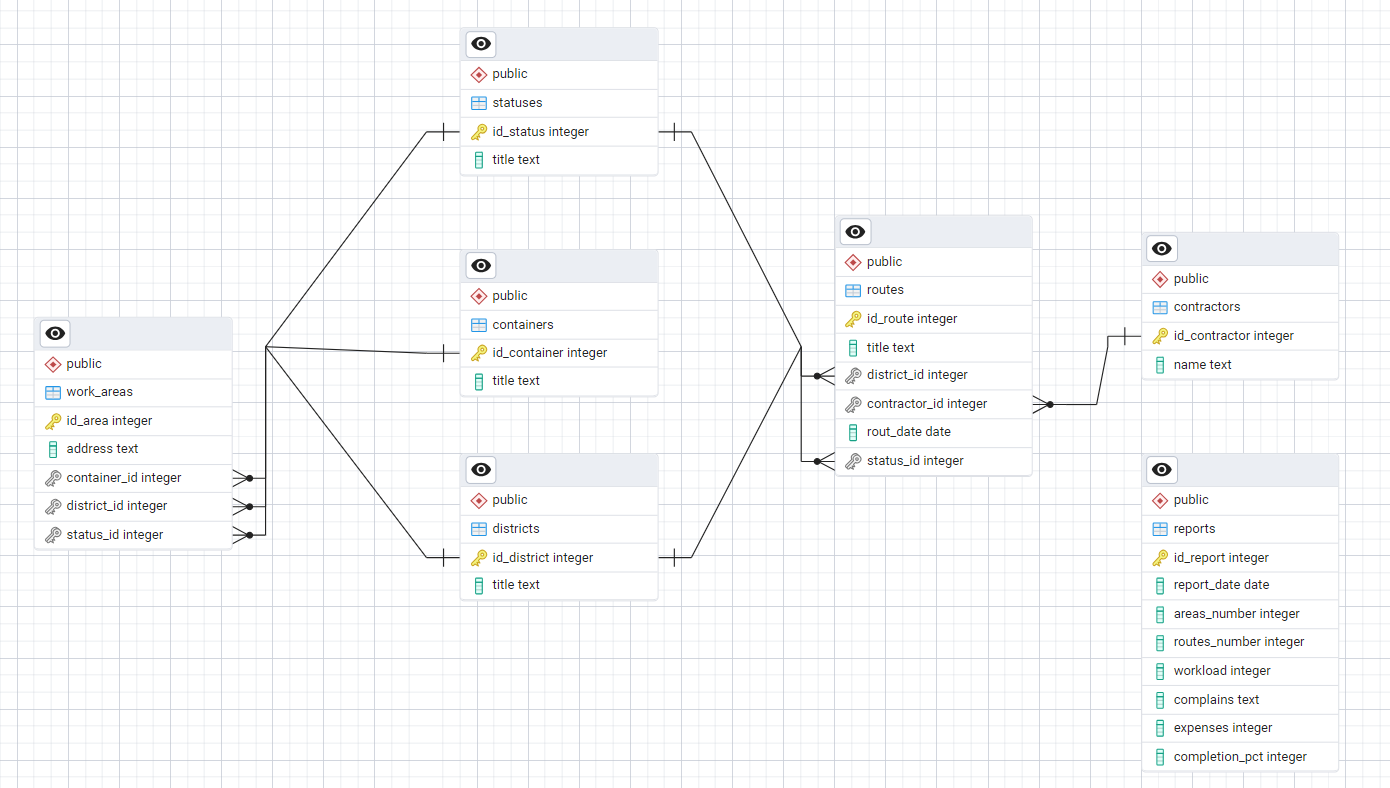 public
statuses
id_status integer
title text
public
containers
id_container integer
title text
public
districts
id_district integer
title text
public
work_areas
id_area integer
address text
container_id integer
district_id integer
status_id integer
public
routes
id_route integer
title text
district_id integer
contractor_id integer
rout_date date
status_id integer
public
contractors
id_contractor integer
name text
public
reports
id_report integer
report_date date
areas_number integer
routes_number integer
workload integer
complains text
expenses integer
completion_pct integer